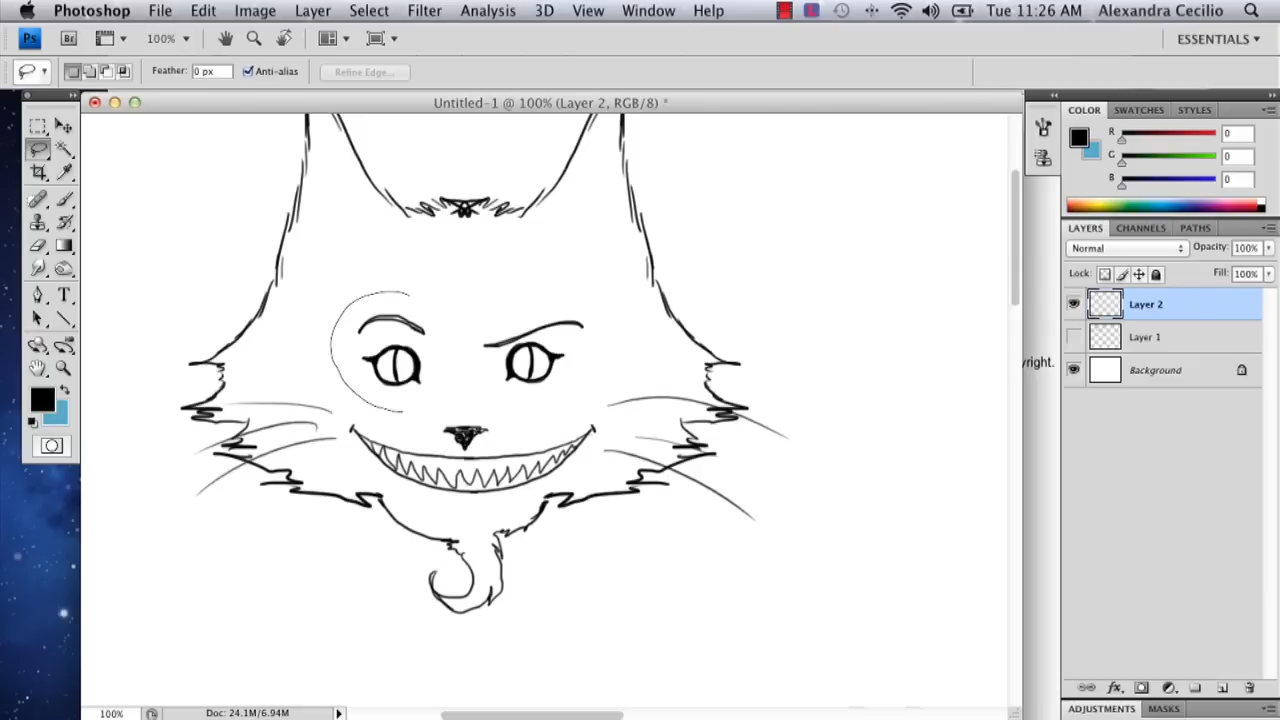 Photoshop File Edit Image Layer Select Filter Analysis 3D View Window Help Tue 11:26 AM Alexandra Cecilio
Ps Br 100% ESSENTIALS
Feather: 0 px Anti-alias Refine Edge...
Untitled-1 @ 100% (Layer 2, RGB/8) *
COLOR SWATCHES STYLES
R 0
G 0
B 0
LAYERS CHANNELS PATHS
Normal Opacity: 100%
Lock: Fill: 100%
Layer 2
Layer 1
Background
yright.
T
fx
100% Doc: 24.1M/6.94M
ADJUSTMENTS MASKS